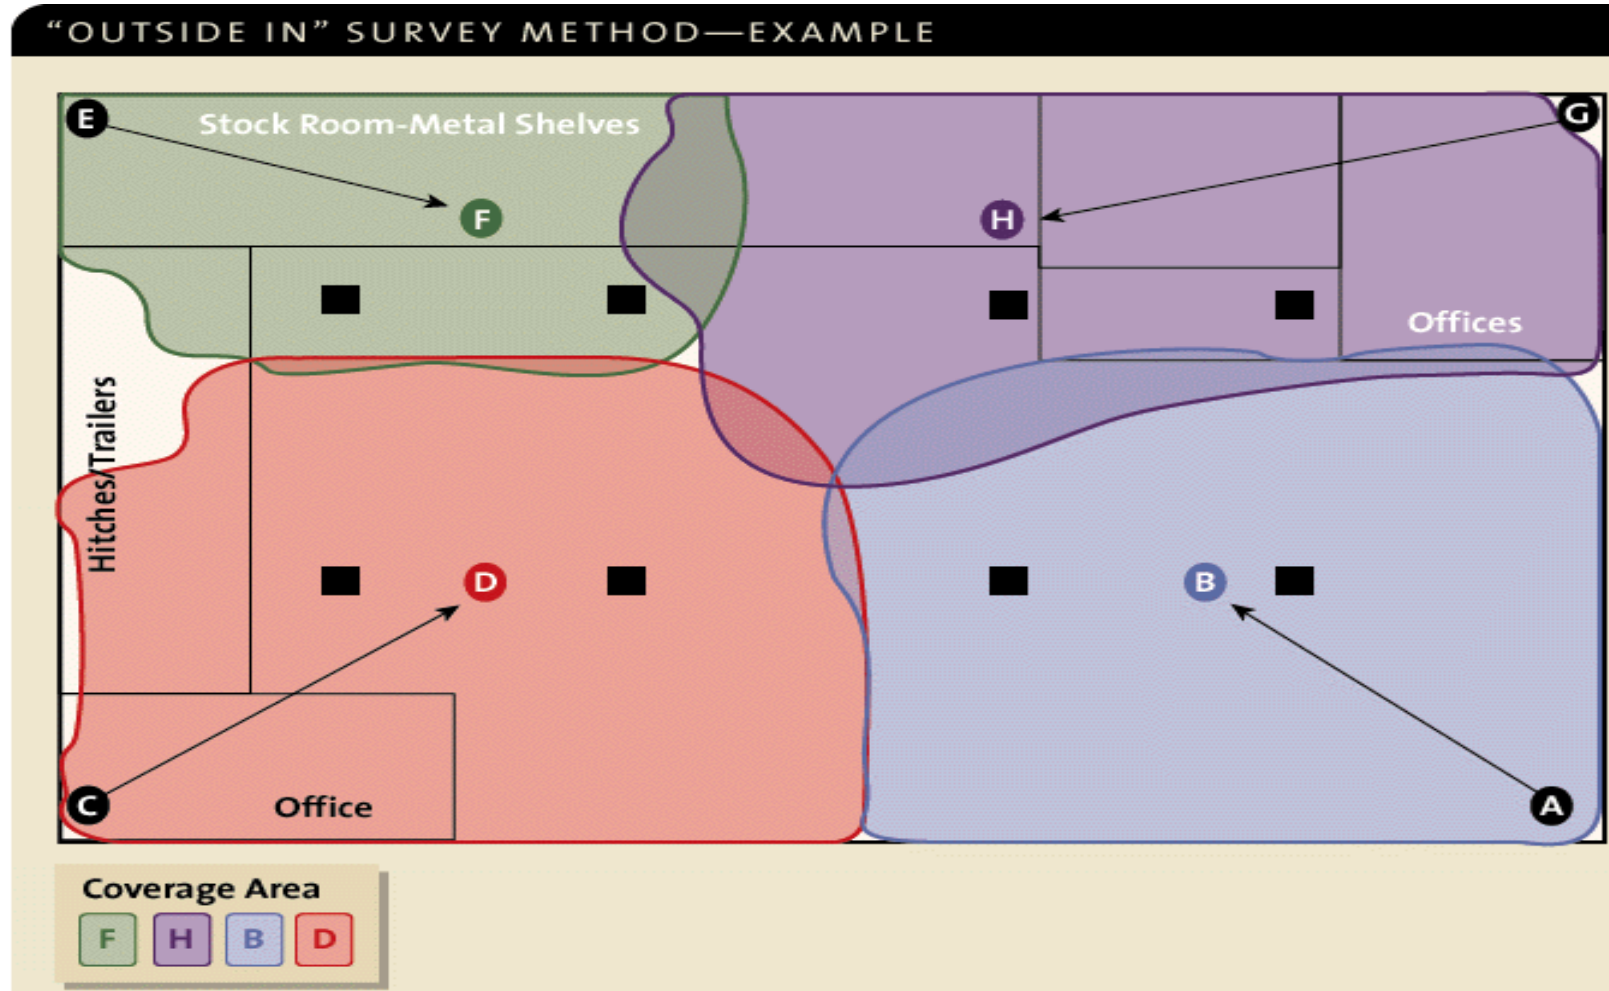 “OUTSIDE IN” SURVEY METHOD—EXAMPLE
E
Stock Room-Metal Shelves
G
F
H
Offices
Hitches/Trailers
D
B
C
Office
A
Coverage Area
F H B D